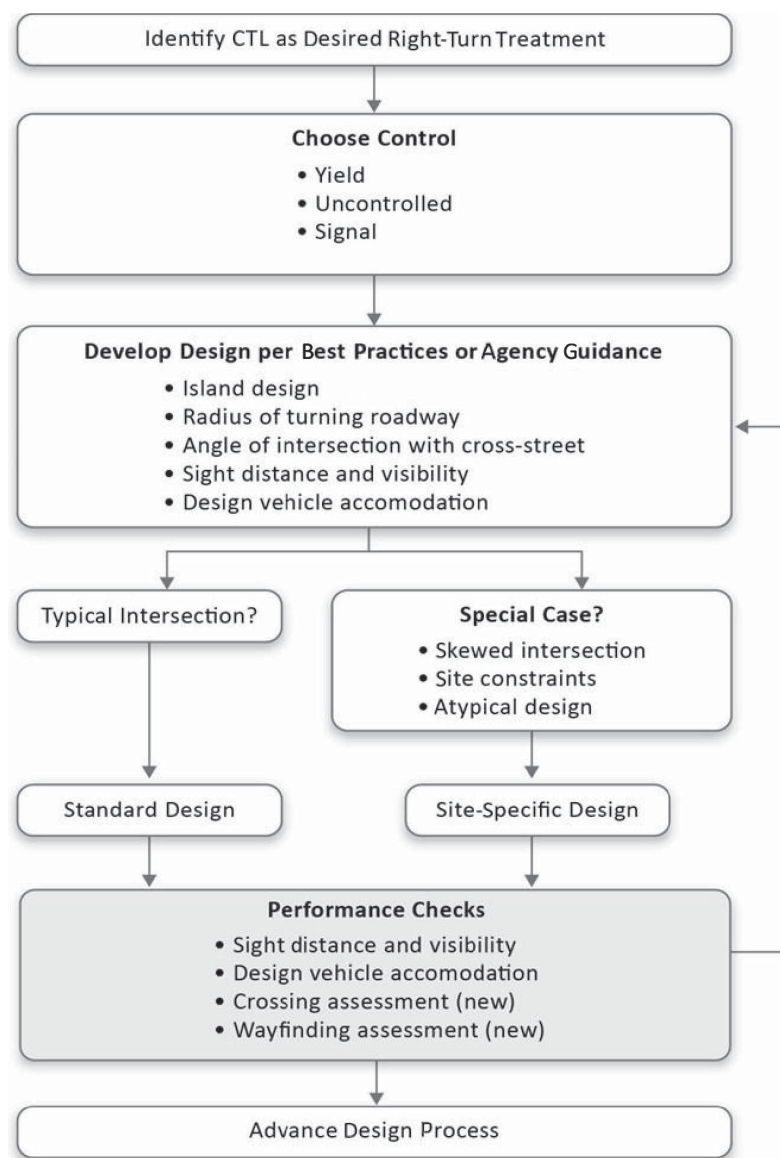 Identify CTL as Desired Right-Turn Treatment
Choose Control
• Yield
• Uncontrolled
• Signal
Develop Design per Best Practices or Agency Guidance
• Island design
• Radius of turning roadway
• Angle of intersection with cross-street
• Sight distance and visibility
• Design vehicle accomodation
Typical Intersection?
Special Case?
• Skewed intersection
• Site constraints
• Atypical design
Standard Design
Site-Specific Design
Performance Checks
• Sight distance and visibility
• Design vehicle accomodation
• Crossing assessment (new)
• Wayfinding assessment (new)
Advance Design Process